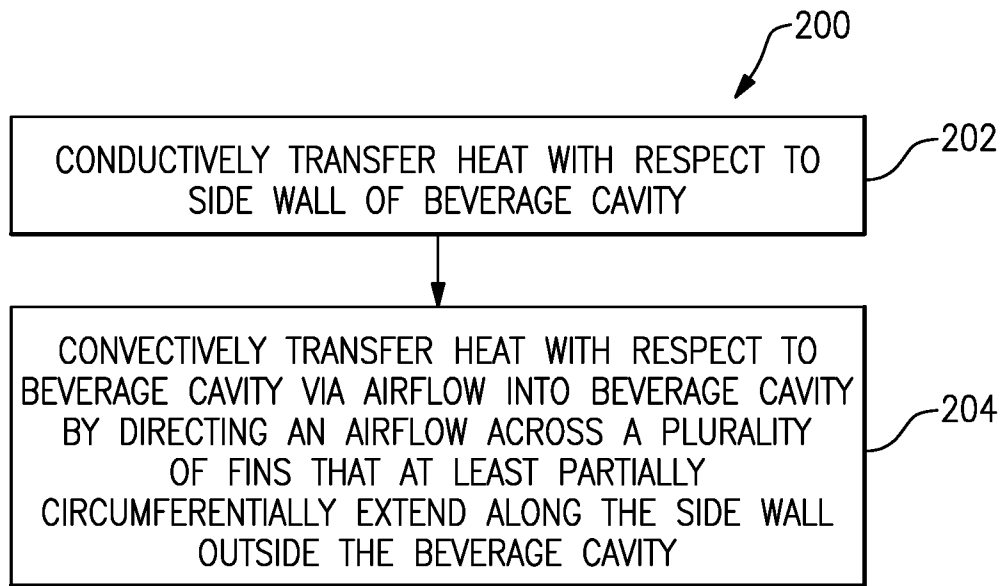 200
CONDUCTIVELY TRANSFER HEAT WITH RESPECT TO
SIDE WALL OF BEVERAGE CAVITY
202
CONVECTIVELY TRANSFER HEAT WITH RESPECT TO
BEVERAGE CAVITY VIA AIRFLOW INTO BEVERAGE CAVITY
BY DIRECTING AN AIRFLOW ACROSS A PLURALITY
OF FINS THAT AT LEAST PARTIALLY
CIRCUMFERENTIALLY EXTEND ALONG THE SIDE WALL
OUTSIDE THE BEVERAGE CAVITY
204